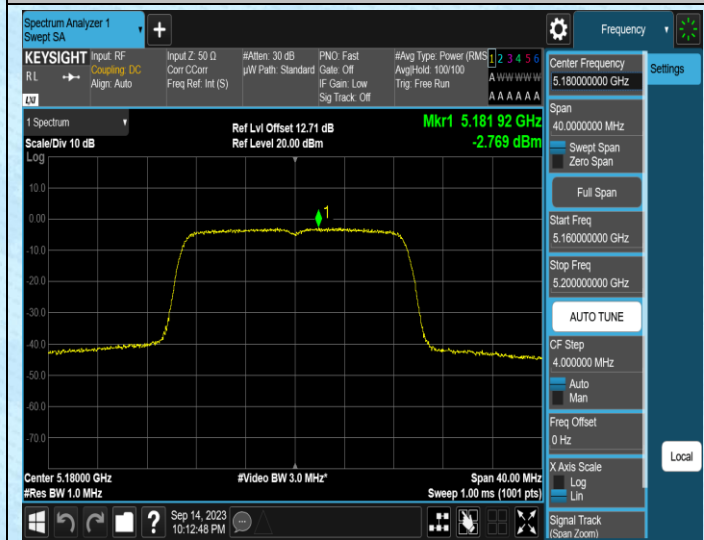 Spectrum Analyzer 1
Swept SA
+
Frequency
KEYSIGHT
R L
LXI
Input: RF
Coupling: DC
Align: Auto
Input Z: 50 Ω
Corr CCorr
Freq Ref: Int (S)
#Atten: 30 dB
µW Path: Standard
PNO: Fast
Gate: Off
IF Gain: Low
Sig Track: Off
#Avg Type: Power (RMS
Avg|Hold: 100/100
Trig: Free Run
1 2 3 4 5 6
A W W W W W
A A A A A A
1 Spectrum
Scale/Div 10 dB
Log
Ref Lvl Offset 12.71 dB
Ref Level 20.00 dBm
Mkr1 5.181 92 GHz
-2.769 dBm
1
10.0
0.00
-10.0
-20.0
-30.0
-40.0
-50.0
-60.0
-70.0
Center 5.18000 GHz
#Res BW 1.0 MHz
#Video BW 3.0 MHz*
Span 40.00 MHz
Sweep 1.00 ms (1001 pts)
?
Sep 14, 2023
10:12:48 PM
Center Frequency
5.180000000 GHz
Settings
Span
40.0000000 MHz
Swept Span
Zero Span
Full Span
Start Freq
5.160000000 GHz
Stop Freq
5.200000000 GHz
AUTO TUNE
CF Step
4.000000 MHz
Auto
Man
Freq Offset
0 Hz
X Axis Scale
Log
Lin
Signal Track
(Span Zoom)
Local